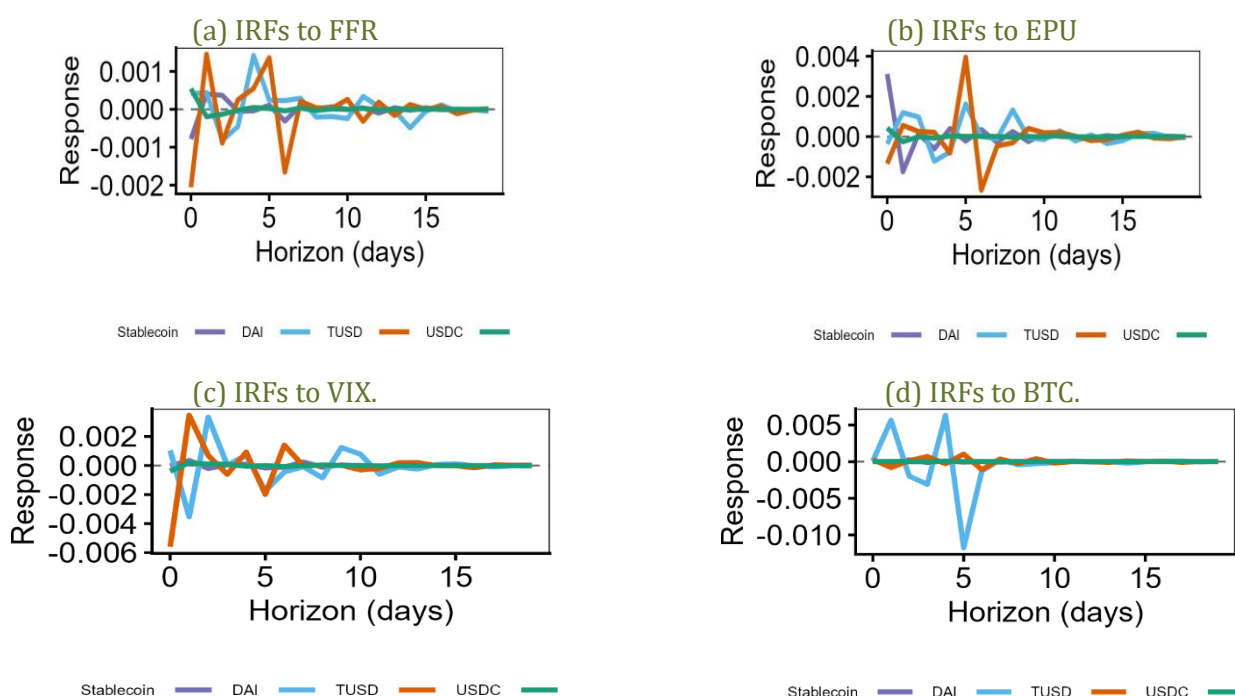 (a) IRFs to FFR
0.001
0.000
-0.001
-0.002
Response
0 5 10 15
Horizon (days)
Stablecoin DAI TUSD USDC
(b) IRFs to EPU
0.004
0.002
0.000
-0.002
Response
0 5 10 15
Horizon (days)
Stablecoin DAI TUSD USDC
(c) IRFs to VIX.
0.002
0.000
-0.002
-0.004
-0.006
Response
0 5 10 15
Horizon (days)
Stablecoin DAI TUSD USDC
(d) IRFs to BTC.
0.005
0.000
-0.005
-0.010
Response
0 5 10 15
Horizon (days)
Stablecoin DAI TUSD USDC